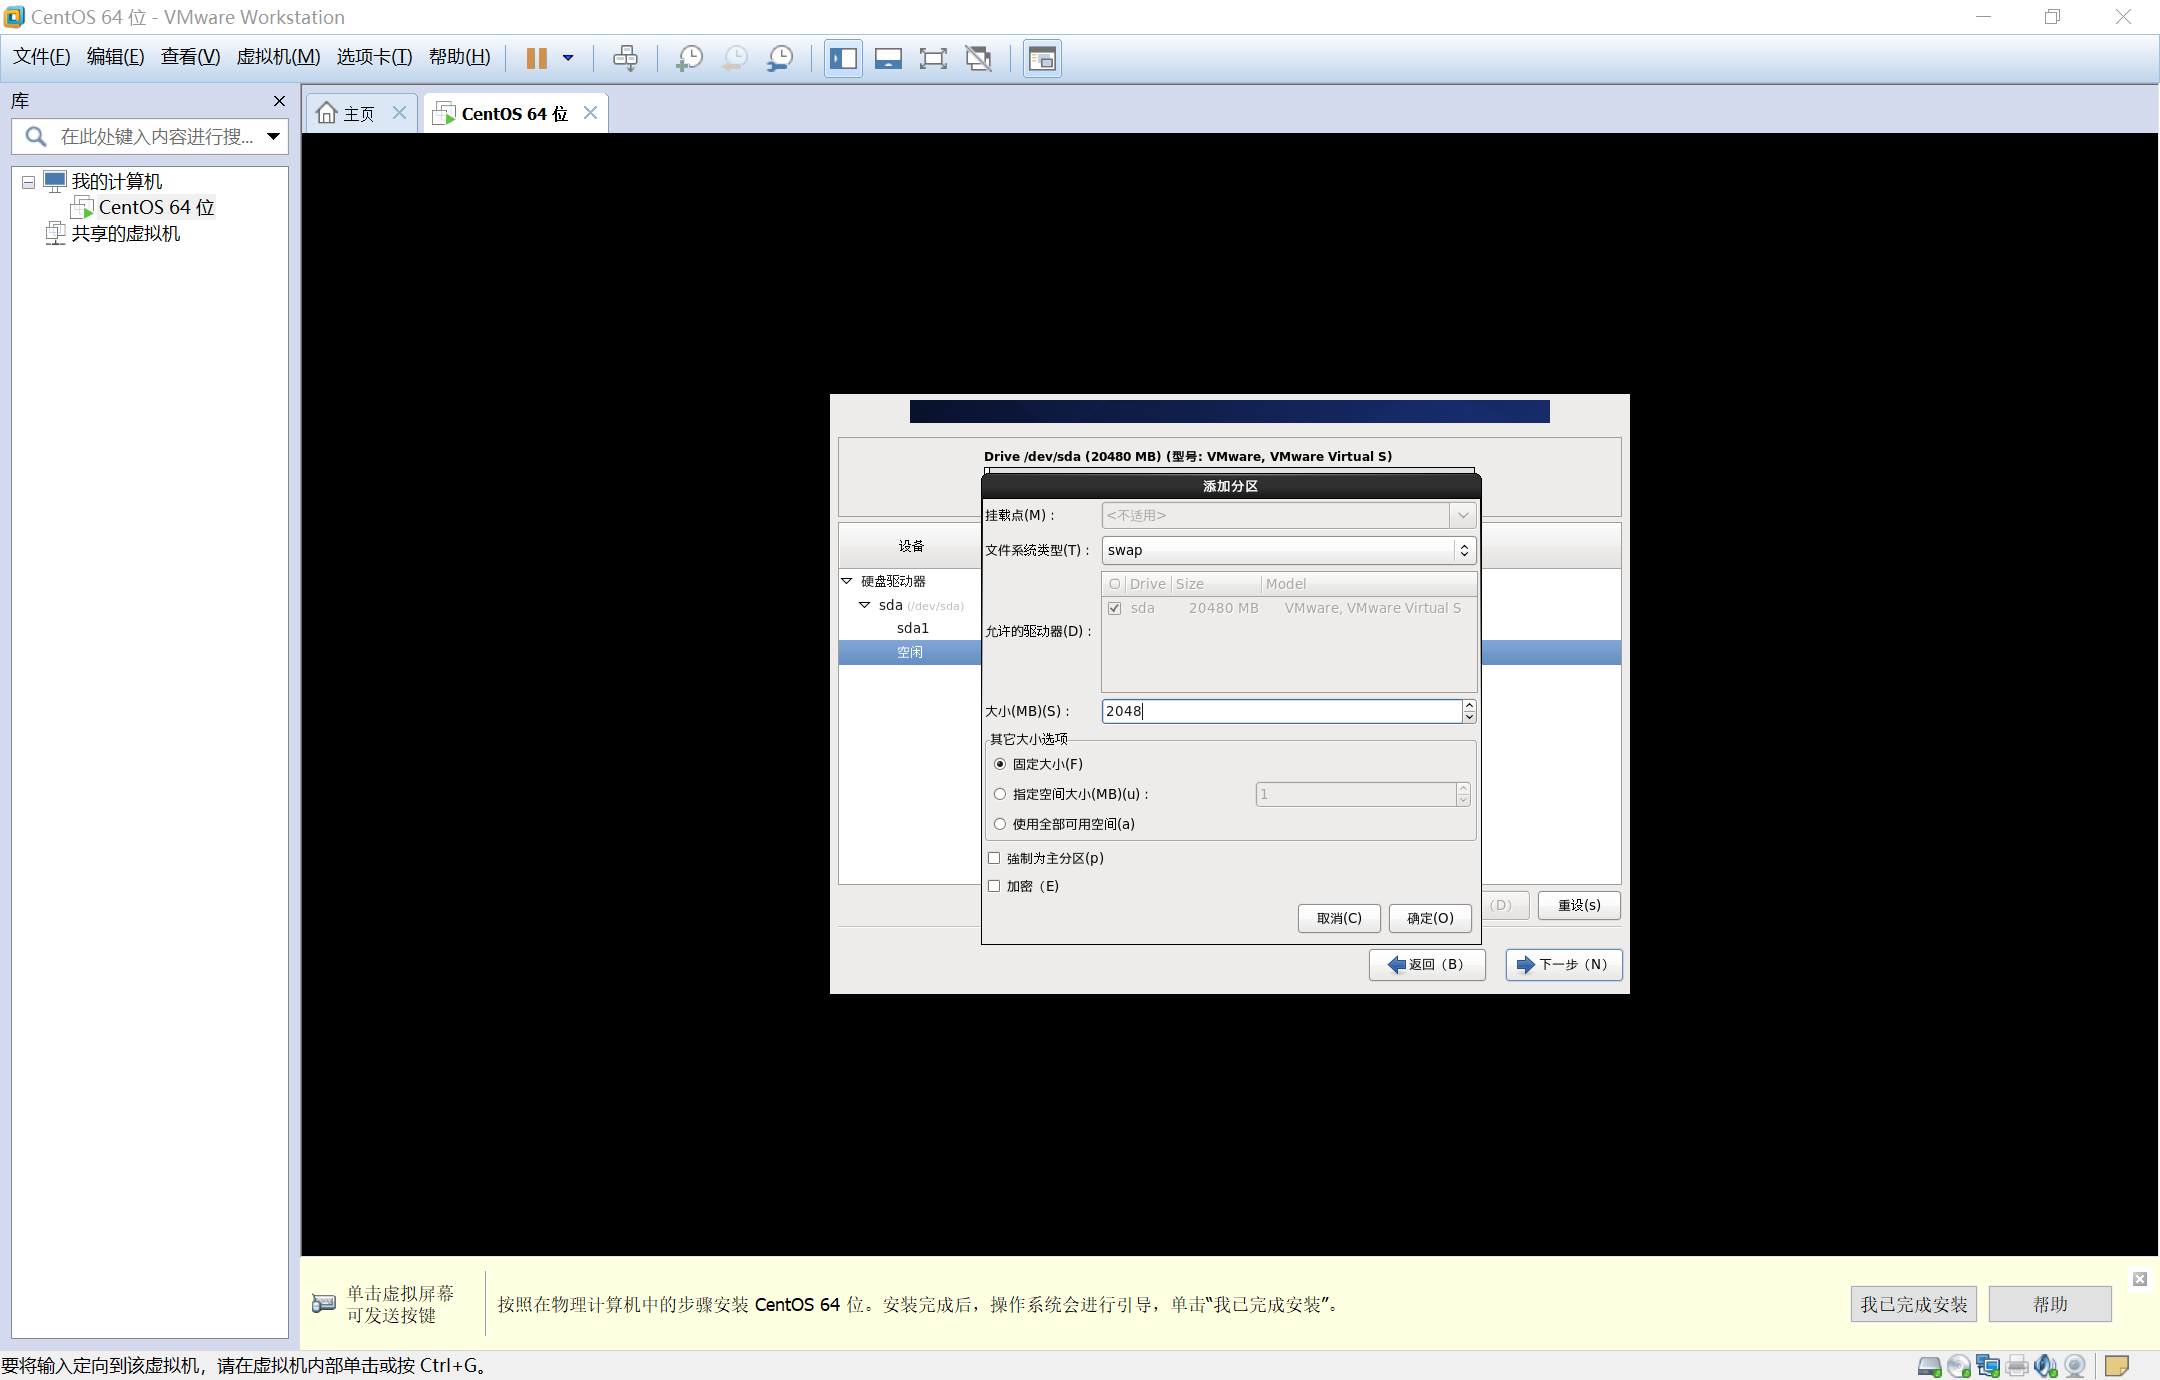 CentOS 64 位 - VMware Workstation
文件(F) 编辑(E) 查看(V) 虚拟机(M) 选项卡(T) 帮助(H)
库
在此处键入内容进行搜...
我的计算机
CentOS 64 位
共享的虚拟机
主页
CentOS 64 位
Drive /dev/sda (20480 MB) (型号: VMware, VMware Virtual S)
添加分区
挂载点(M)：
<不适用>
文件系统类型(T)：
swap
Drive Size Model
sda 20480 MB VMware, VMware Virtual S
允许的驱动器(D)：
大小(MB)(S)：
2048
其它大小选项
固定大小(F)
指定空间大小(MB)(u)：
1
使用全部可用空间(a)
強制为主分区(p)
加密（E)
取消(C) 确定(O)
设备
硬盘驱动器
sda (/dev/sda)
sda1
空闲
（D） 重设(s)
返回（B） 下一步（N）
单击虚拟屏幕
可发送按键
按照在物理计算机中的步骤安装 CentOS 64 位。安装完成后，操作系统会进行引导，单击“我已完成安装”。
我已完成安装 帮助
要将输入定向到该虚拟机，请在虚拟机内部单击或按 Ctrl+G。